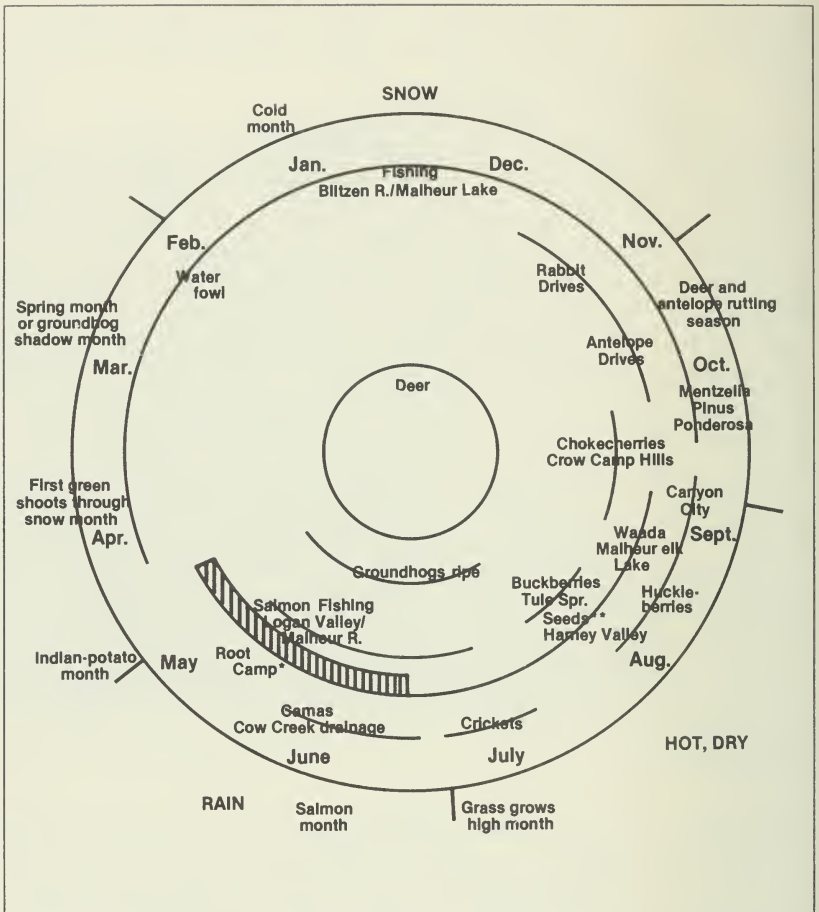 SNOW
Cold
month
Jan.
Dec.
Fishing
Blitzen R./Malheur Lake
Feb.
Nov.
Water
fowl
Rabbit
Drives
Deer and
antelope rutting
season
Spring month
or groundhog
shadow month
Mar.
Antelope
Drives
Oct.
Deer
Mentzelia
Pinus
Ponderosa
Chokecherries
Crow Camp Hills
First green
shoots through
snow month
Apr.
Canyon
City
Sept.
Waada
Malheur elk
Lake
Groundhogs ripe
Buckberries
Tule Spr.
Huckle-
berries
Seeds**
Harney Valley
Salmon Fishing
Logan Valley/
Malheur R.
Indian-potato
month
May
Root
Camp*
Aug.
Camas
Cow Creek drainage
Crickets
June
July
HOT, DRY
RAIN
Salmon
month
Grass grows
high month